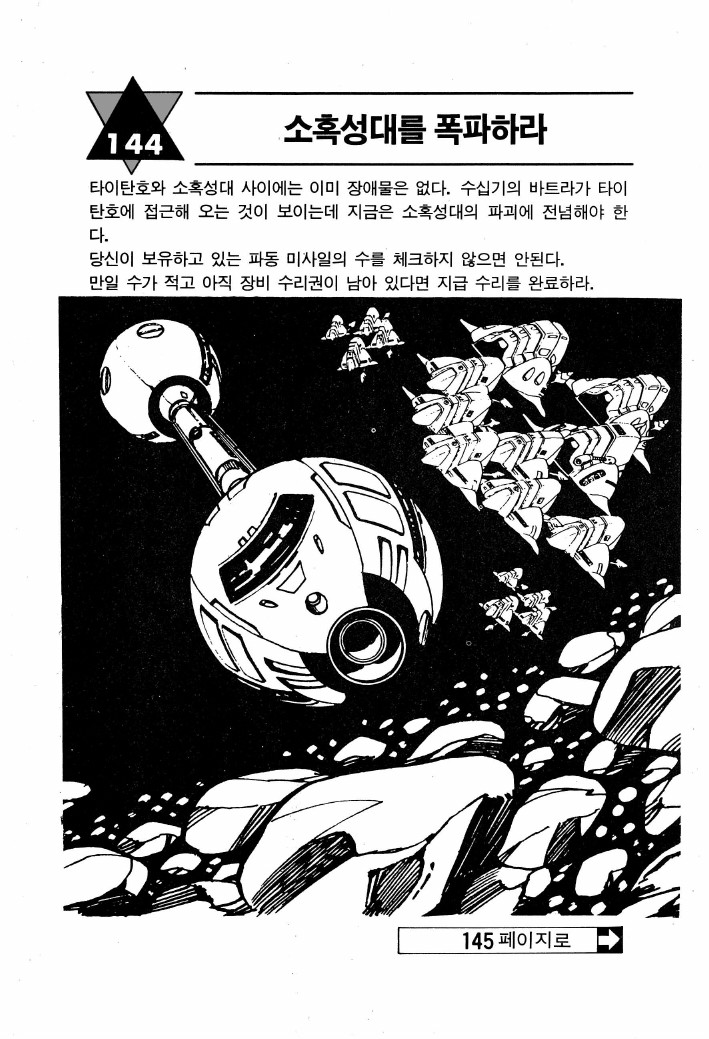 144
소혹성대를 폭파하라
타이탄호와 소혹성대 사이에는 이미 장애물은 없다. 수십기의 바트라가 타이
탄호에 접근해 오는 것이 보이는데 지금은 소혹성대의 파괴에 전념해야 한
다.
당신이 보유하고 있는 파동 미사일의 수를 체크하지 않으면 안된다.
만일 수가 적고 아직 장비 수리권이 남아 있다면 지급 수리를 완료하라.
145 페이지로